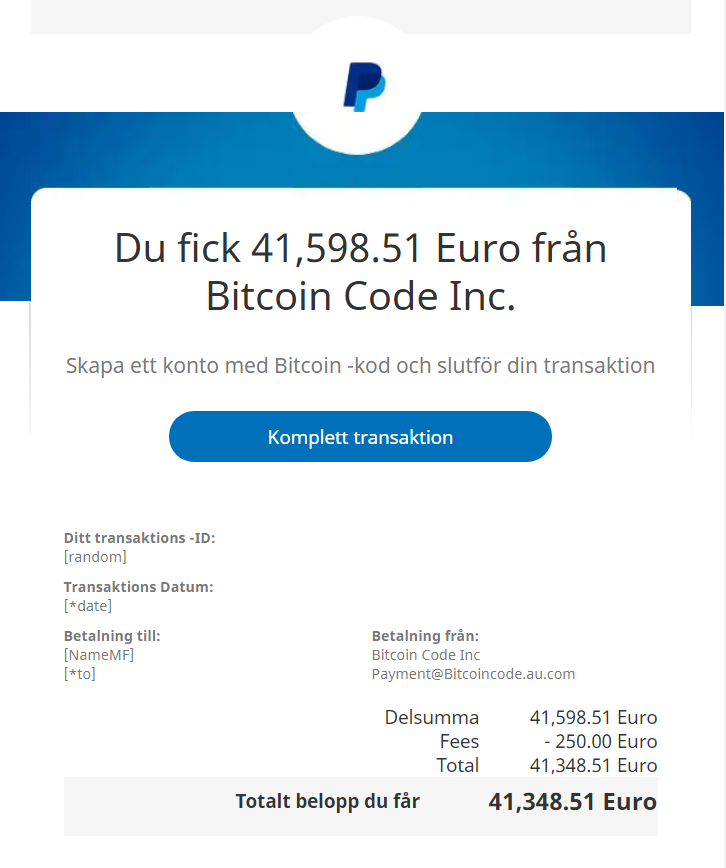 Du fick 41,598.51 Euro från
Bitcoin Code Inc.
Skapa ett konto med Bitcoin -kod och slutför din transaktion
Komplett transaktion
Ditt transaktions -ID:
[random]
Transaktions Datum:
[*date]
Betalning till:
[NameMF]
[*to]
Betalning från:
Bitcoin Code Inc
Payment@Bitcoincode.au.com
Delsumma 41,598.51 Euro
Fees - 250.00 Euro
Total 41,348.51 Euro
Totalt belopp du får 41,348.51 Euro